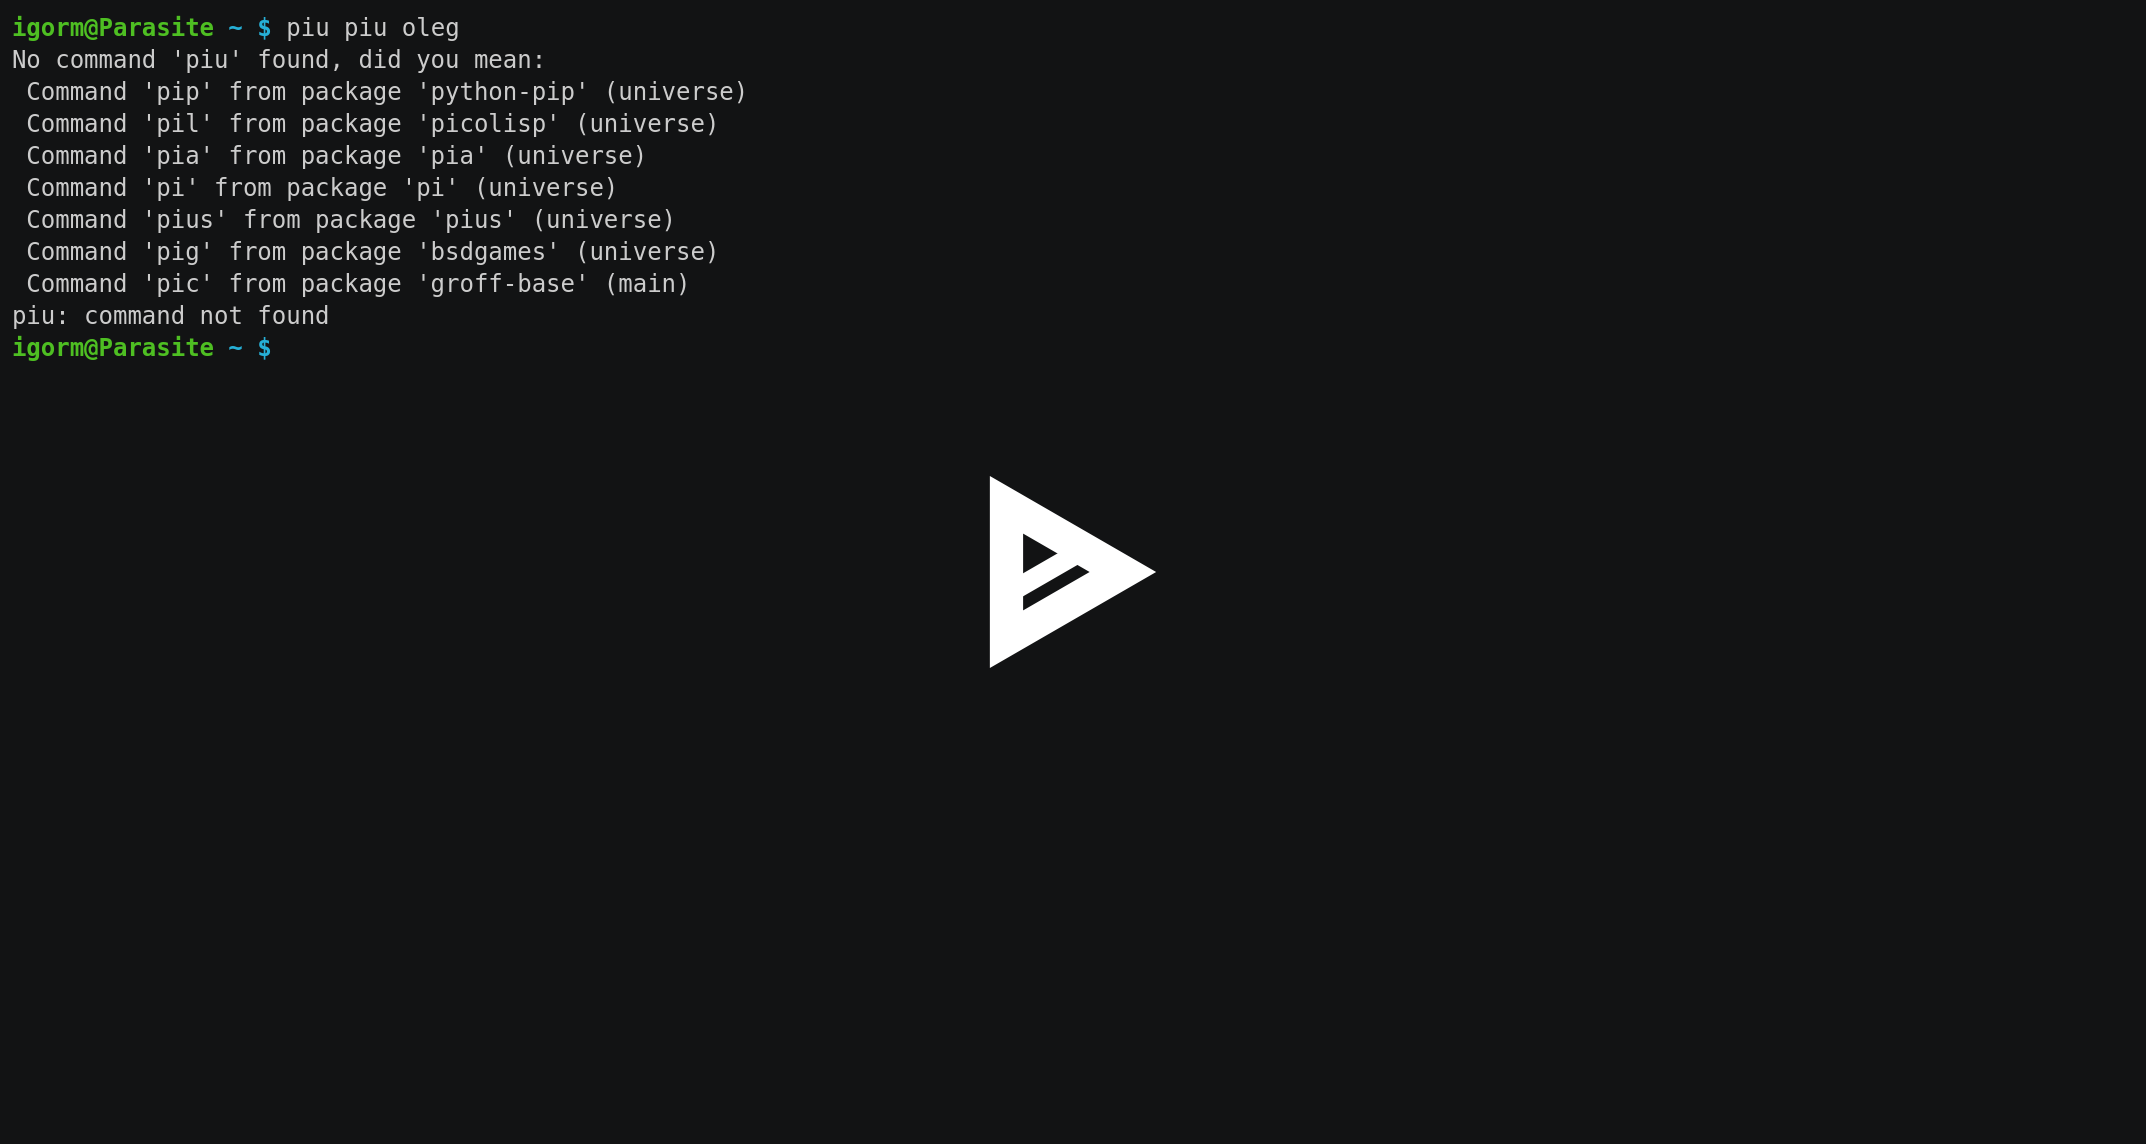 igorm@Parasite ~ $ piu piu oleg
No command 'piu' found, did you mean:
 Command 'pip' from package 'python-pip' (universe)
 Command 'pil' from package 'picolisp' (universe)
 Command 'pia' from package 'pia' (universe)
 Command 'pi' from package 'pi' (universe)
 Command 'pius' from package 'pius' (universe)
 Command 'pig' from package 'bsdgames' (universe)
 Command 'pic' from package 'groff-base' (main)
piu: command not found
igorm@Parasite ~ $